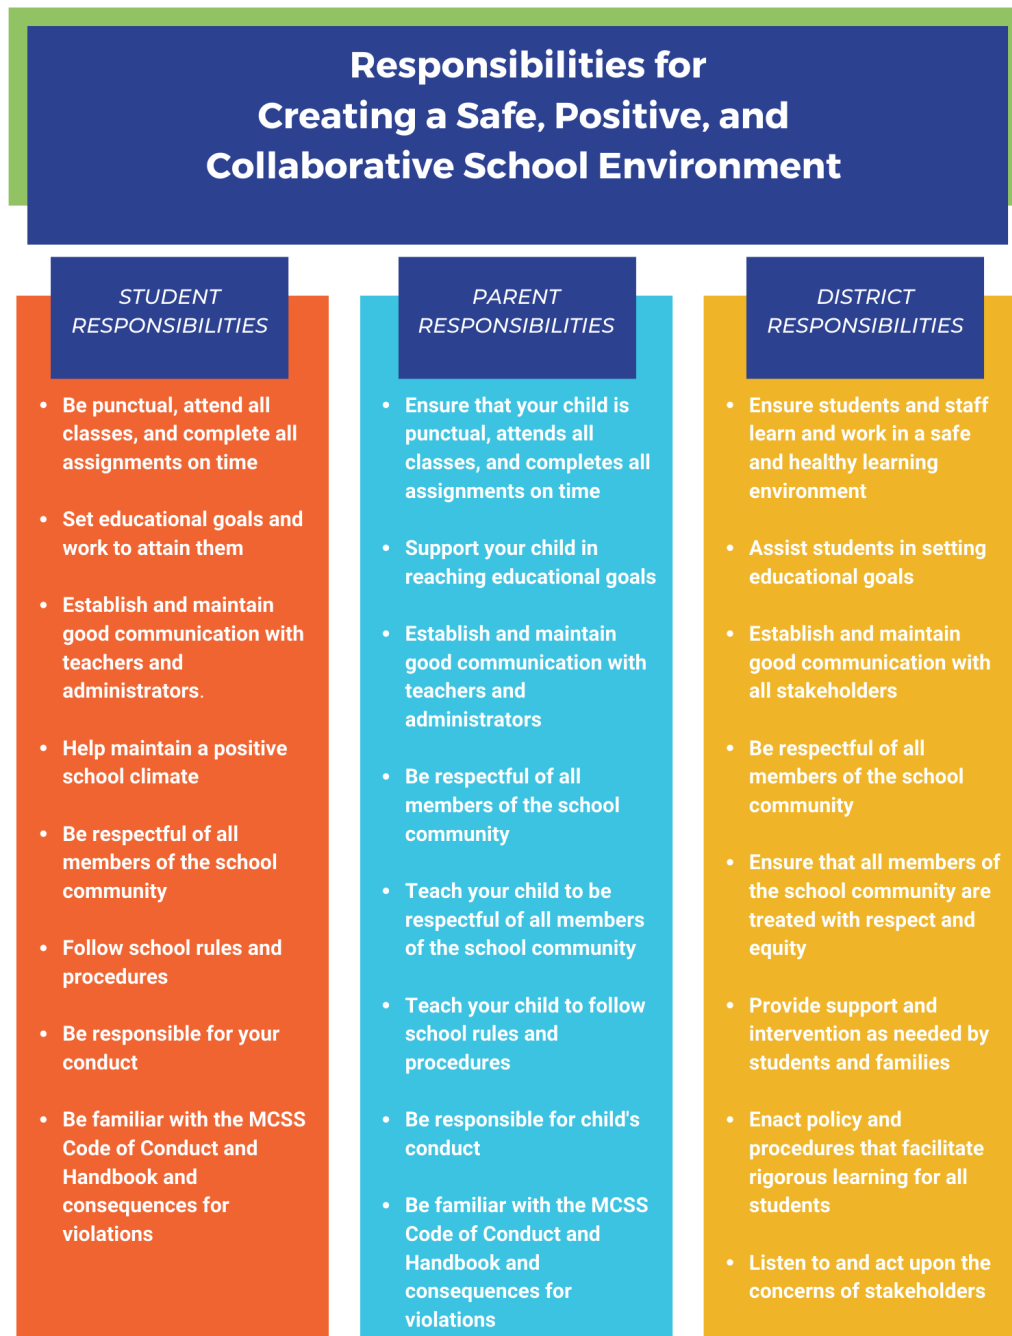 Responsibilities for
Creating a Safe, Positive, and
Collaborative School Environment
STUDENT
RESPONSIBILITIES
• Be punctual, attend all
classes, and complete all
assignments on time
• Set educational goals and
work to attain them
• Establish and maintain
good communication with
teachers and
administrators.
• Help maintain a positive
school climate
• Be respectful of all
members of the school
community
• Follow school rules and
procedures
• Be responsible for your
conduct
• Be familiar with the MCSS
Code of Conduct and
Handbook and
consequences for
violations
PARENT
RESPONSIBILITIES
• Ensure that your child is
punctual, attends all
classes, and completes all
assignments on time
• Support your child in
reaching educational goals
• Establish and maintain
good communication with
teachers and
administrators
• Be respectful of all
members of the school
community
• Teach your child to be
respectful of all members
of the school community
• Teach your child to follow
school rules and
procedures
• Be responsible for child's
conduct
• Be familiar with the MCSS
Code of Conduct and
Handbook and
consequences for
violations
DISTRICT
RESPONSIBILITIES
• Ensure students and staff
learn and work in a safe
and healthy learning
environment
• Assist students in setting
educational goals
• Establish and maintain
good communication with
all stakeholders
• Be respectful of all
members of the school
community
• Ensure that all members of
the school community are
treated with respect and
equity
• Provide support and
intervention as needed by
students and families
• Enact policy and
procedures that facilitate
rigorous learning for all
students
• Listen to and act upon the
concerns of stakeholders